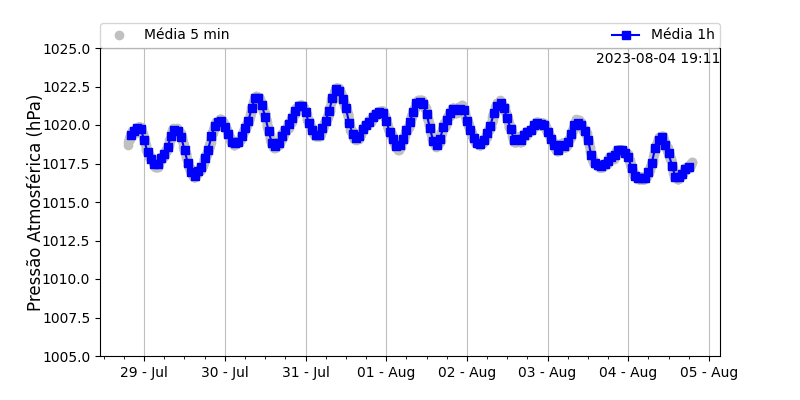 Média 5 min
Média 1h
2023-08-04 19:11
Pressão Atmosférica (hPa)
1025.0
1022.5
1020.0
1017.5
1015.0
1012.5
1010.0
1007.5
1005.0
29 - Jul
30 - Jul
31 - Jul
01 - Aug
02 - Aug
03 - Aug
04 - Aug
05 - Aug